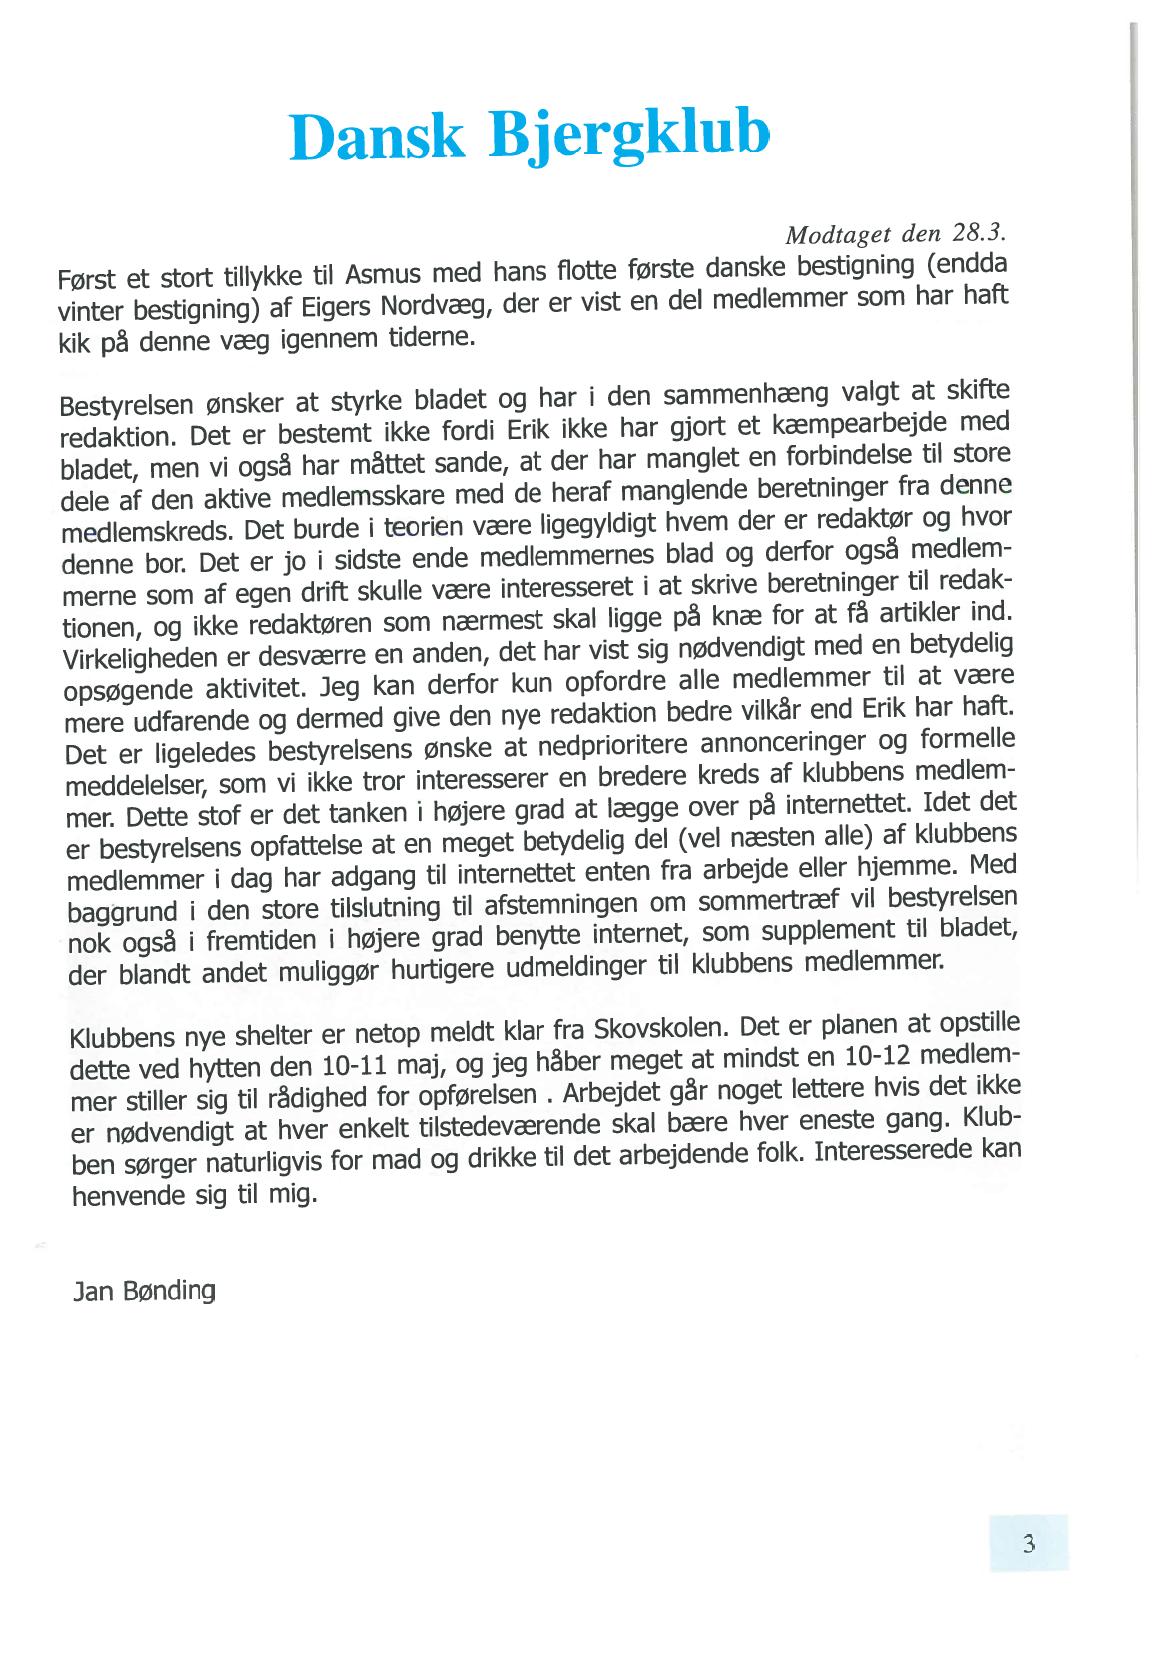 Dansk Bjergklub
Modtaget den 28.3.
Først et stort tillykke til Asmus med hans flotte første danske bestigning (endda
vinter bestigning) af Eigers Nordvæg, der er vist en del medlemmer som har haft
kik på denne væg igennem tiderne.
Bestyrelsen ønsker at styrke bladet og har i den sammenhæng valgt at skifte
redaktion. Det er bestemt ikke fordi Erik ikke har gjort et kæmpearbejde med
bladet, men vi også har måttet sande, at der har manglet en forbindelse til store
dele af den aktive medlemsskare med de heraf manglende beretninger fra denne
medlemskreds. Det burde i teorien være ligegyldigt hvem der er redaktør og hvor
denne bor. Det er jo i sidste ende medlemmernes blad og derfor også medlem-
merne som af egen drift skulle være interesseret i at skrive beretninger til redak-
tionen, og ikke redaktøren som nærmest skal ligge på knæ for at få artikler ind.
Virkeligheden er desværre en anden, det har vist sig nødvendigt med en betydelig
opsøgende aktivitet. Jeg kan derfor kun opfordre alle medlemmer til at være
mere udfarende og dermed give den nye redaktion bedre vilkår end Erik har haft.
Det er ligeledes bestyrelsens ønske at nedprioritere annonceringer og formelle
meddelelser, som vi ikke tror interesserer en bredere kreds af klubbens medlem-
mer. Dette stof er det tanken i højere grad at lægge over på internettet. Idet det
er bestyrelsens opfattelse at en meget betydelig del (vel næsten alle) af klubbens
medlemmer i dag har adgang til internettet enten fra arbejde eller hjemme. Med
baggrund i den store tilslutning til afstemningen om sommertræf vil bestyrelsen
nok også i fremtiden i højere grad benytte internet, som supplement til bladet,
der blandt andet muliggør hurtigere udmeldinger til klubbens medlemmer.
Klubbens nye shelter er netop meldt klar fra Skovskolen. Det er planen at opstille
dette ved hytten den 10-11 maj, og jeg håber meget at mindst en 10-12 medlem-
mer stiller sig til rådighed for opførelsen . Arbejdet går noget lettere hvis det ikke
er nødvendigt at hver enkelt tilstedeværende skal bære hver eneste gang. Klub-
ben sørger naturligvis for mad og drikke til det arbejdende folk. Interesserede kan
henvende sig til mig.
Jan Bønding
3